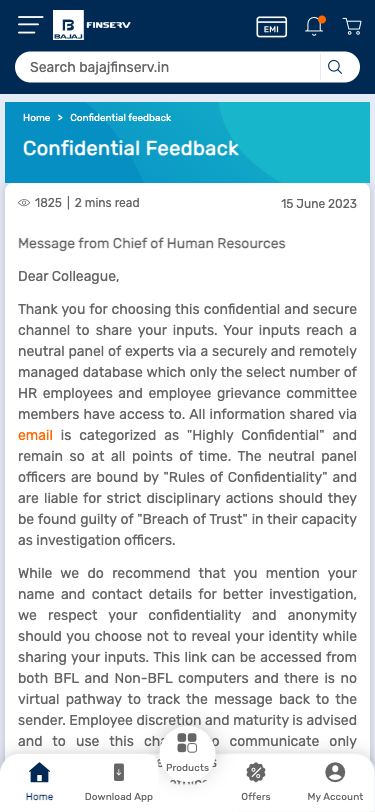 B
BAJAJ
FINSERV
EMI
Search bajajfinserv.in
Home > Confidential feedback
Confidential Feedback
1825 | 2 mins read
15 June 2023
Message from Chief of Human Resources
Dear Colleague,
Thank you for choosing this confidential and secure
channel to share your inputs. Your inputs reach a
neutral panel of experts via a securely and remotely
managed database which only the select number of
HR employees and employee grievance committee
members have access to. All information shared via
email is categorized as "Highly Confidential" and
remain so at all points of time. The neutral panel
officers are bound by "Rules of Confidentiality" and
are liable for strict disciplinary actions should they
be found guilty of "Breach of Trust" in their capacity
as investigation officers.
While we do recommend that you mention your
name and contact details for better investigation,
we respect your confidentiality and anonymity
should you choose not to reveal your identity while
sharing your inputs. This link can be accessed from
both BFL and Non-BFL computers and there is no
virtual pathway to track the message back to the
sender. Employee discretion and maturity is advised
and to use this communicate only
Home
Download App
Products
Offers
My Account